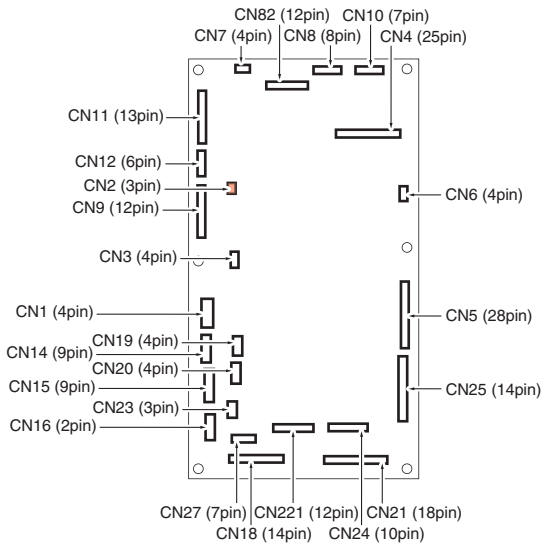 CN82 (12pin) CN10 (7pin)
CN7 (4pin) CN8 (8pin) CN4 (25pin)
CN11 (13pin)
CN12 (6pin)
CN2 (3pin)
CN6 (4pin)
CN9 (12pin)
CN3 (4pin)
CN1 (4pin)
CN5 (28pin)
CN19 (4pin)
CN14 (9pin)
CN20 (4pin)
CN15 (9pin)
CN25 (14pin)
CN23 (3pin)
CN16 (2pin)
CN27 (7pin) CN221 (12pin) CN21 (18pin)
CN18 (14pin) CN24 (10pin)